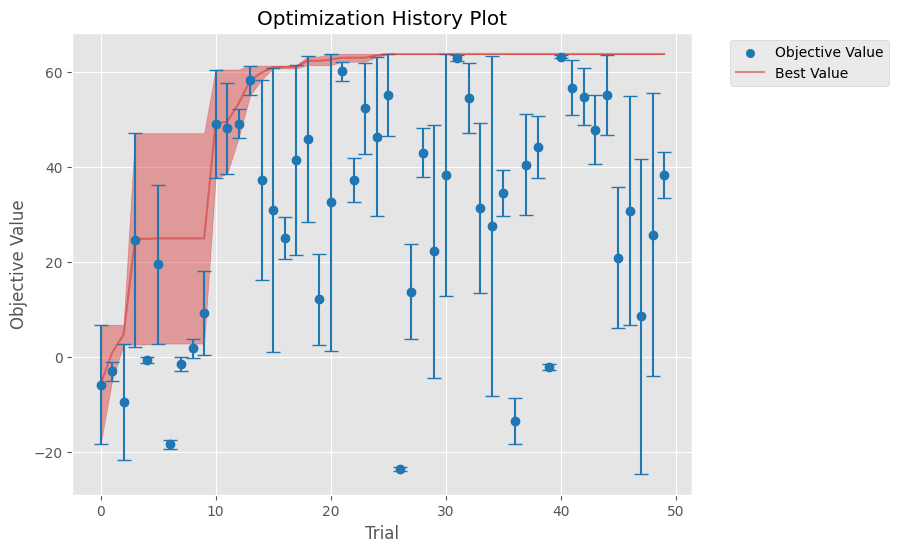 Optimization History Plot
Objective Value
Best Value
Objective Value
60
40
20
0
−20
0 10 20 30 40 50
Trial